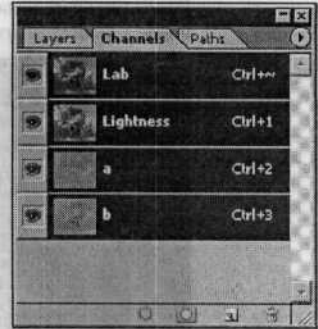 Layers Channels Paths
Lab Ctrl+~
Lightness Ctrl+1
a Ctrl+2
b Ctrl+3